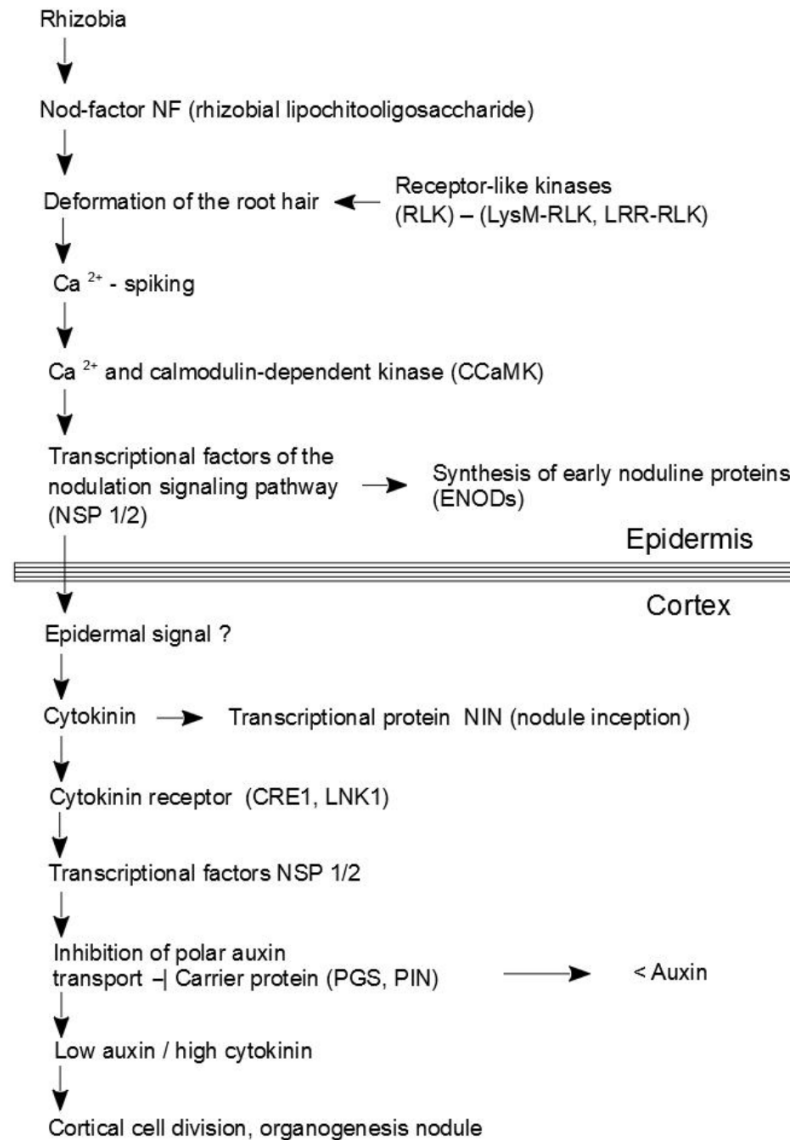 Rhizobia
Nod-factor NF (rhizobial lipochitooligosaccharide)
Deformation of the root hair
Receptor-like kinases
(RLK) – (LysM-RLK, LRR-RLK)
Ca 2+ - spiking
Ca 2+ and calmodulin-dependent kinase (CCaMK)
Transcriptional factors of the
nodulation signaling pathway
(NSP 1/2)
Synthesis of early noduline proteins
(ENODs)
Epidermis
Cortex
Epidermal signal ?
Cytokinin
Transcriptional protein NIN (nodule inception)
Cytokinin receptor (CRE1, LNK1)
Transcriptional factors NSP 1/2
Inhibition of polar auxin
transport –| Carrier protein (PGS, PIN)
< Auxin
Low auxin / high cytokinin
Cortical cell division, organogenesis nodule